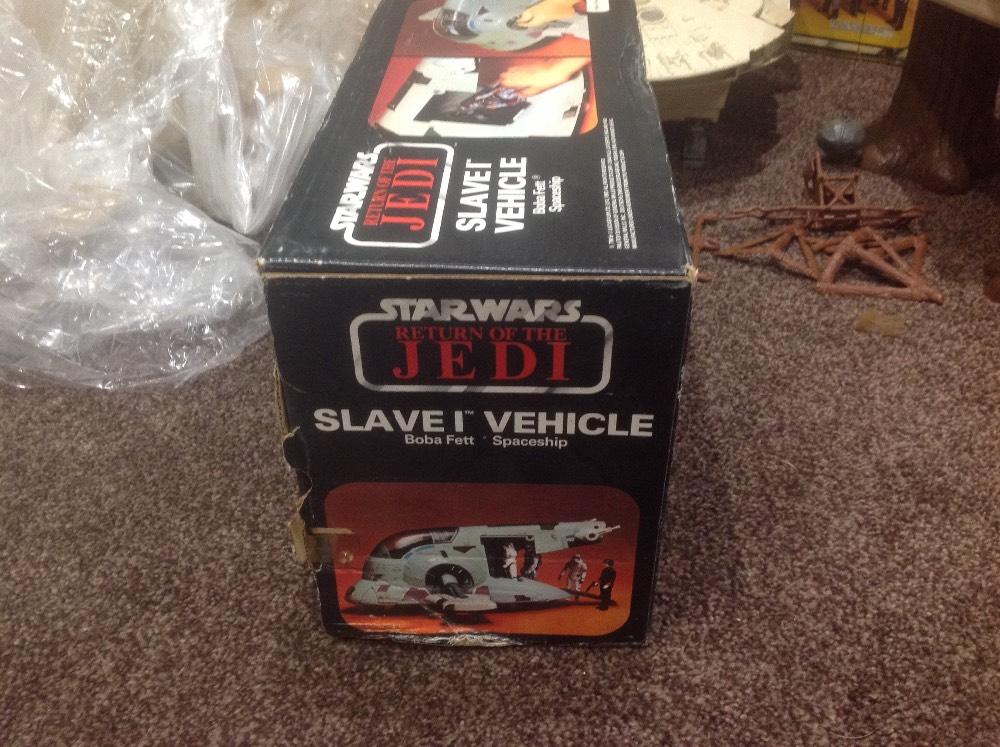 STAR WARS
RETURN OF THE
JEDI
SLAVE I™
VEHICLE
Boba Fett®
Spaceship
STAR WARS
RETURN OF THE
JEDI
SLAVE I™ VEHICLE
Boba Fett Spaceship